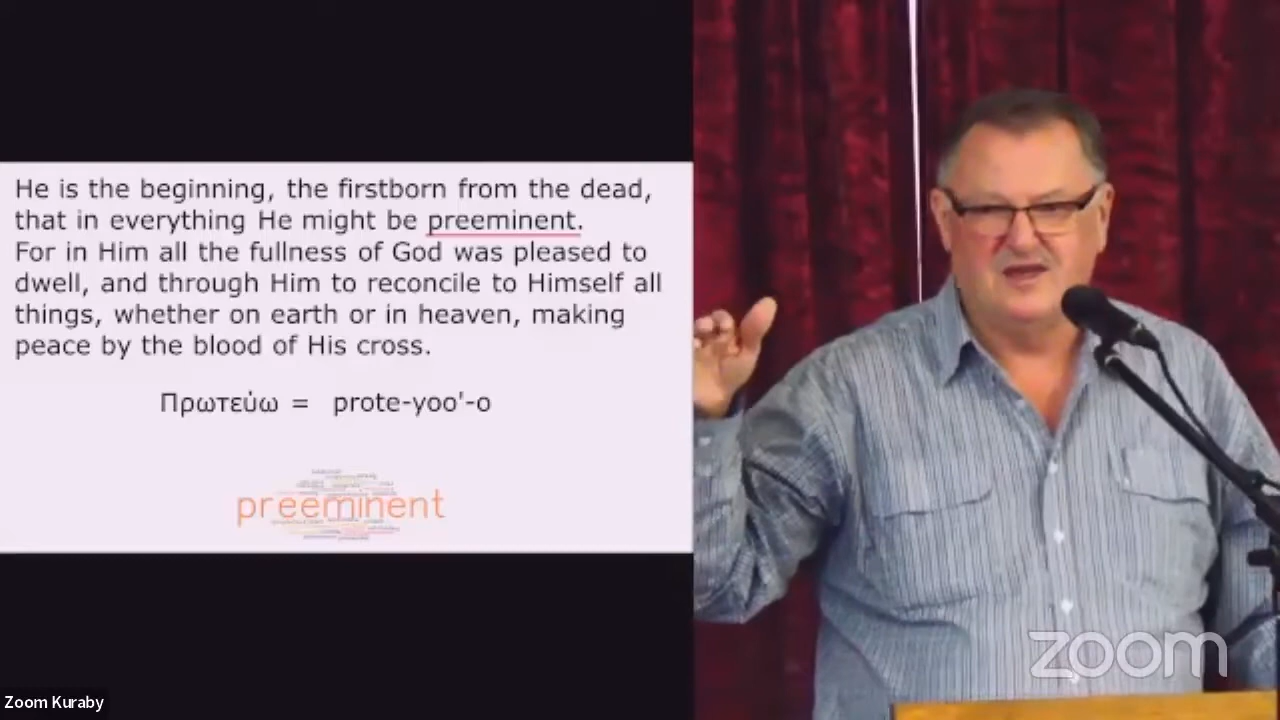 He is the beginning, the firstborn from the dead,
that in everything He might be preeminent.
For in Him all the fullness of God was pleased to
dwell, and through Him to reconcile to Himself all
things, whether on earth or in heaven, making
peace by the blood of His cross.
Πρωτεύω = prote-yoo'-o
preeminent
zoom
Zoom Kuraby